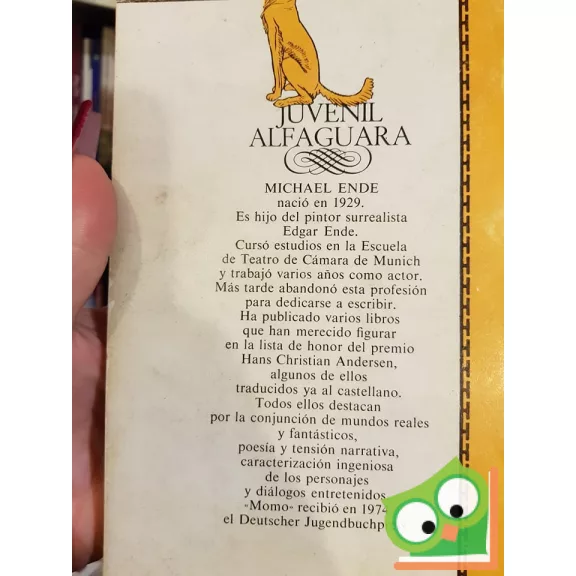 JUVENIL
ALFAGUARA
MICHAEL ENDE
nació en 1929.
Es hijo del pintor surrealista
Edgar Ende.
Cursó estudios en la Escuela
de Teatro de Cámara de Munich
y trabajó varios años como actor.
Más tarde abandonó esta profesión
para dedicarse a escribir.
Ha publicado varios libros
que han merecido figurar
en la lista de honor del premio
Hans Christian Andersen,
algunos de ellos
traducidos ya al castellano.
Todos ellos destacan
por la conjunción de mundos reales
y fantásticos,
poesía y tensión narrativa,
caracterización ingeniosa
de los personajes
y diálogos entretenidos
«Momo» recibió en 1974
el Deutscher